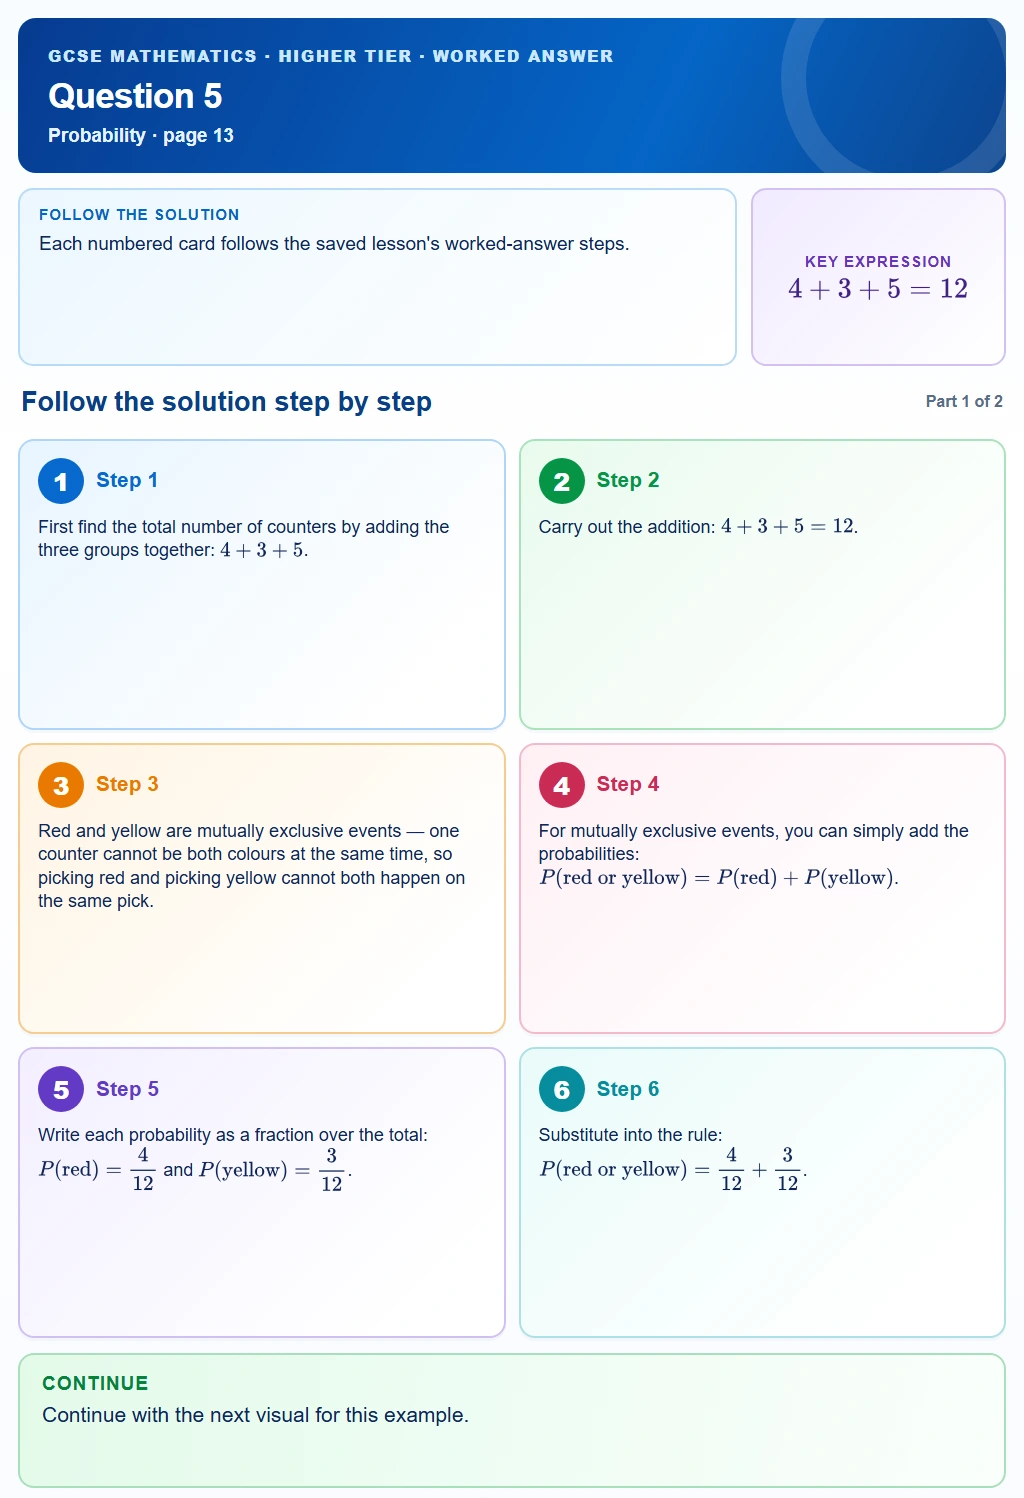 GCSE MATHEMATICS · HIGHER TIER · WORKED ANSWER
Question 5
Probability · page 13
FOLLOW THE SOLUTION
Each numbered card follows the saved lesson's worked-answer steps.
KEY EXPRESSION
4 + 3 + 5 = 12
Follow the solution step by step
Part 1 of 2
1 Step 1
First find the total number of counters by adding the
three groups together: 4 + 3 + 5.
2 Step 2
Carry out the addition: 4 + 3 + 5 = 12.
3 Step 3
Red and yellow are mutually exclusive events — one
counter cannot be both colours at the same time, so
picking red and picking yellow cannot both happen on
the same pick.
4 Step 4
For mutually exclusive events, you can simply add the
probabilities:
P(red or yellow) = P(red) + P(yellow).
5 Step 5
Write each probability as a fraction over the total:
P(red) = 4/12 and P(yellow) = 3/12.
6 Step 6
Substitute into the rule:
P(red or yellow) = 4/12 + 3/12.
CONTINUE
Continue with the next visual for this example.